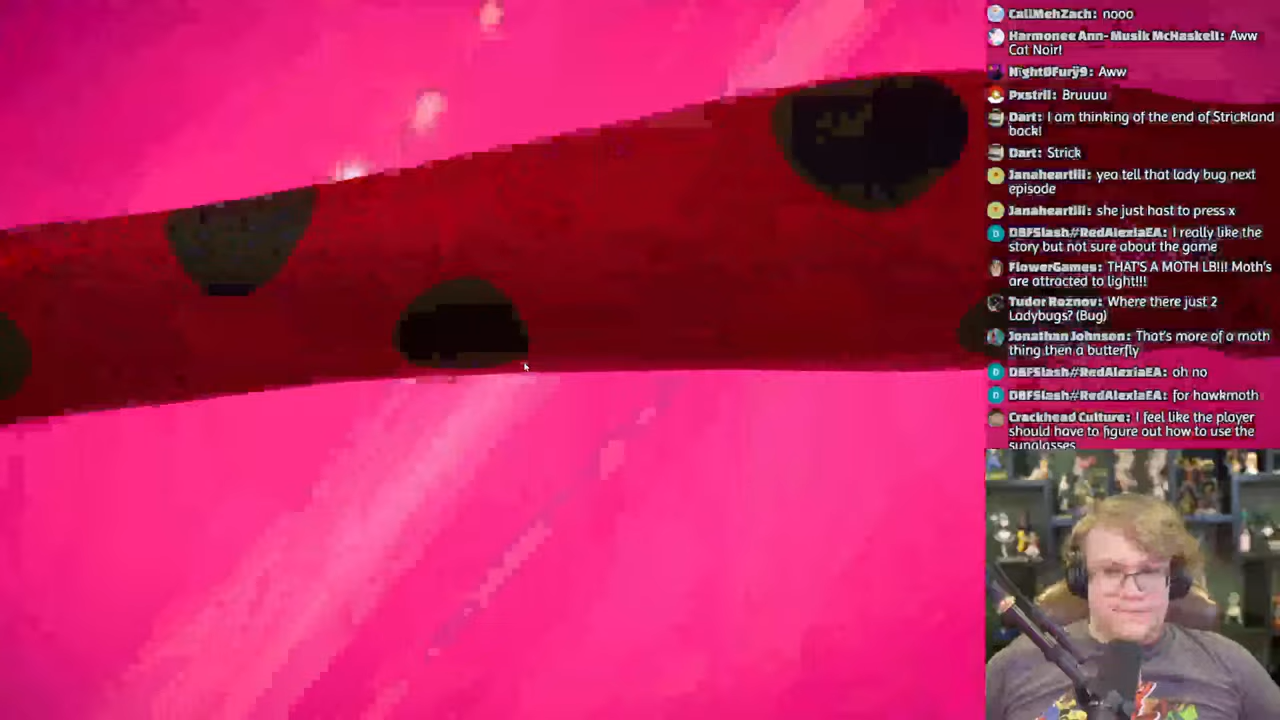 CallMehZach: nooo
Harmonee Ann- Musik McHaskelt: Aww
Cat Noir!
NightØFurÿ9: Aww
Pxstril: Bruuuu
Dart: I am thinking of the end of Strickland
back!
Dart: Strick
Janaheartiii: yea tell that lady bug next
episode
Janaheartiii: she just hast to press x
DBFSlash#RedAlexiaEA: I really like the
story but not sure about the game
FlowerGames: THAT'S A MOTH LB!!! Moth's
are attracted to light!!!
Tudor Roznov: Where there just 2
Ladybugs? (Bug)
Jonathan Johnson: That's more of a moth
thing then a butterfly
DBFSlash#RedAlexiaEA: oh no
DBFSlash#RedAlexiaEA: for hawkmoth
Crackhead Culture: I feel like the player
should have to figure out how to use the
sunglasses